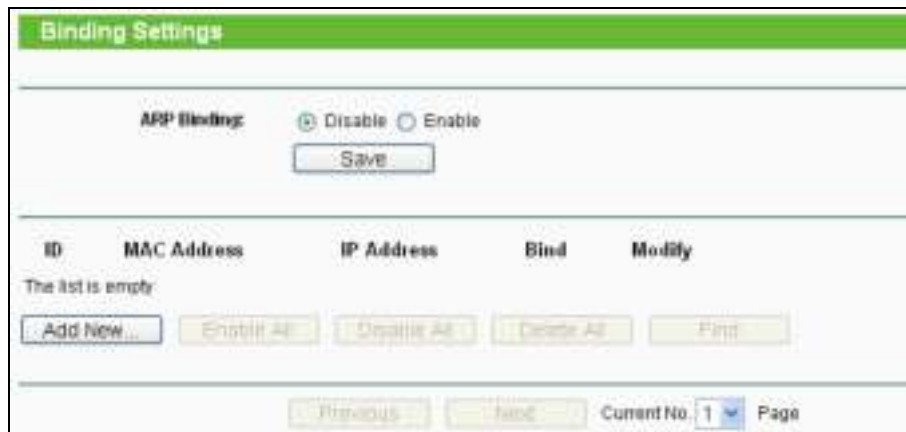 Binding Settings
ARP Binding: Disable Enable
Save
ID MAC Address IP Address Bind Modify
The list is empty
Add New... Enable All Disable All Delete All Find
Previous Next Current No. 1 Page